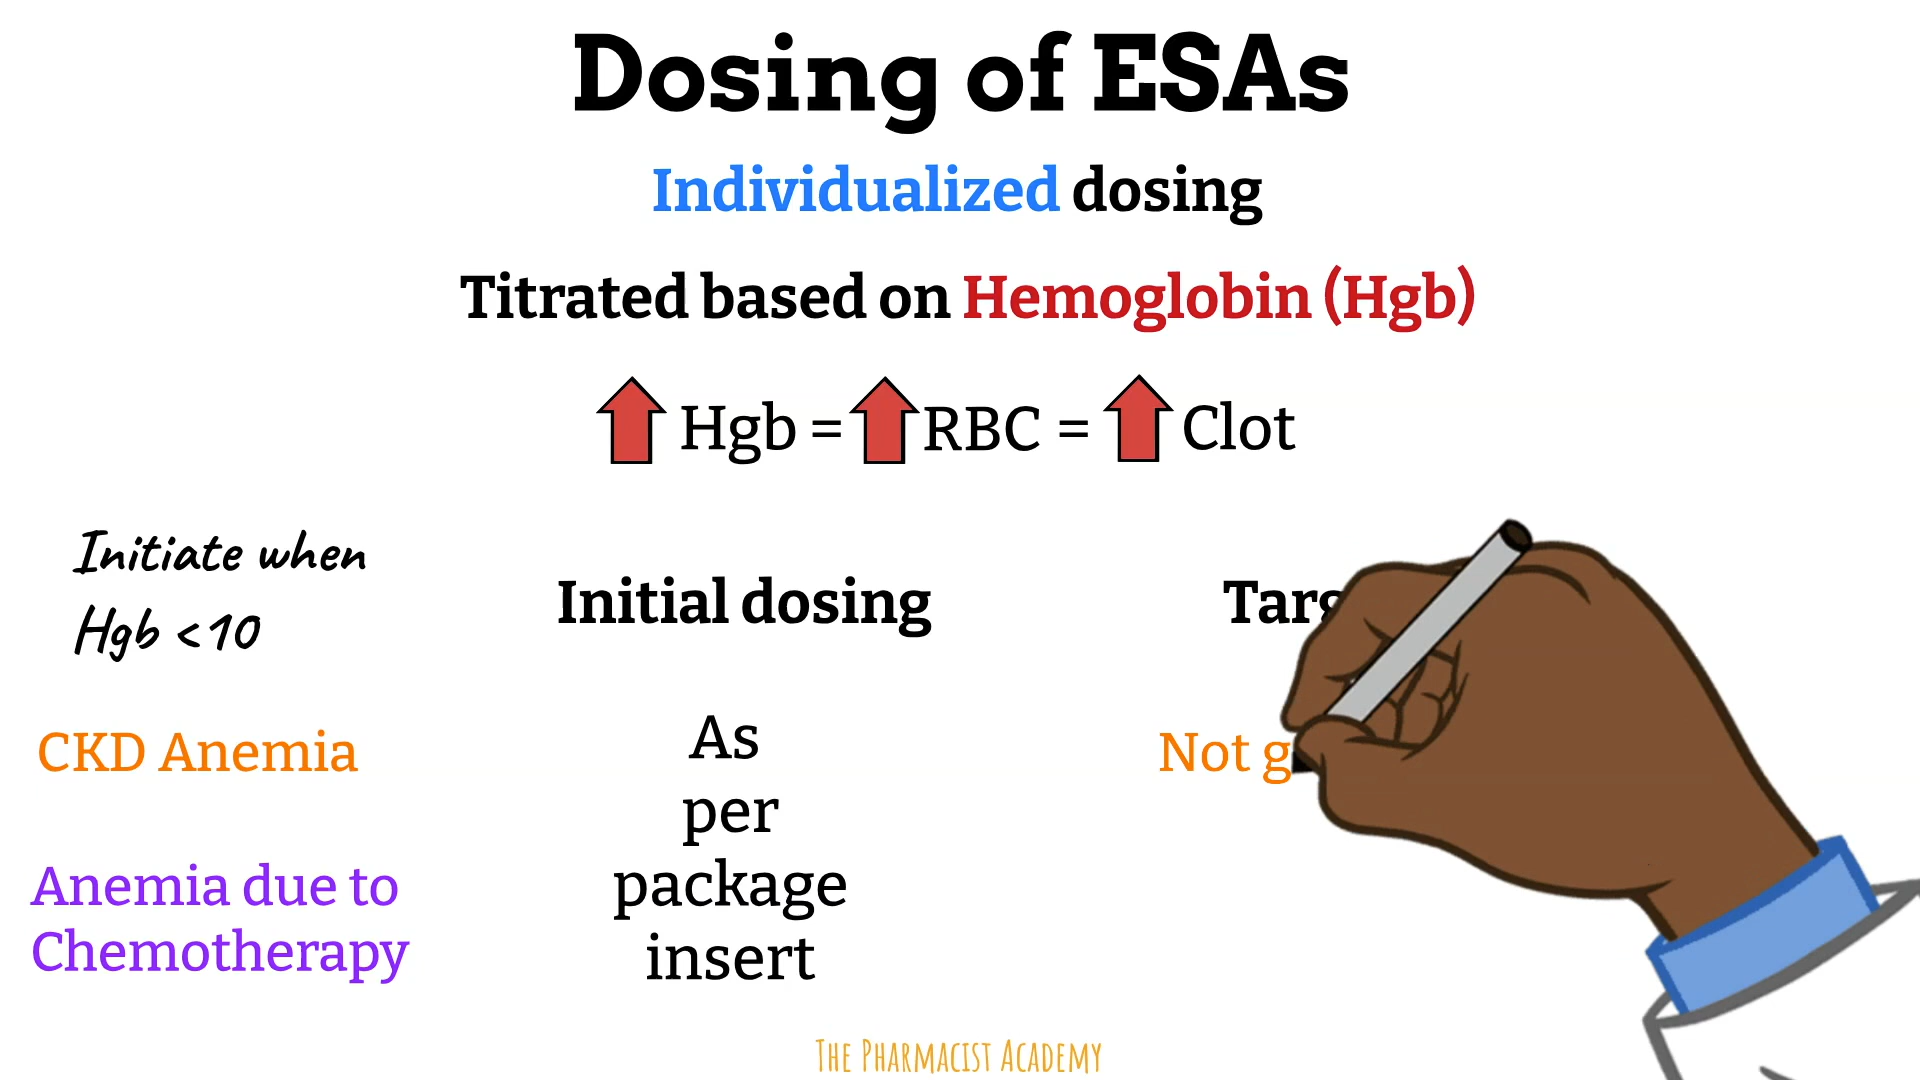 Dosing of ESAs
Individualized dosing
Titrated based on Hemoglobin (Hgb)
Hgb = RBC = Clot
Initiate when
Hgb <10
Initial dosing
CKD Anemia
As
per
package
insert
Not
Anemia due to
Chemotherapy
The Pharmacist Academy